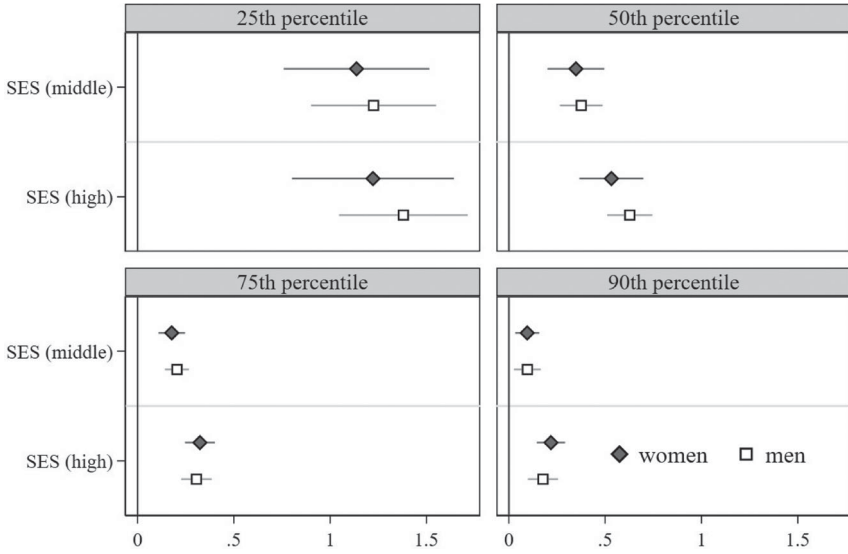 25th percentile
50th percentile
SES (middle)
SES (high)
75th percentile
90th percentile
SES (middle)
SES (high)
women
men
0
.5
1
1.5
0
.5
1
1.5